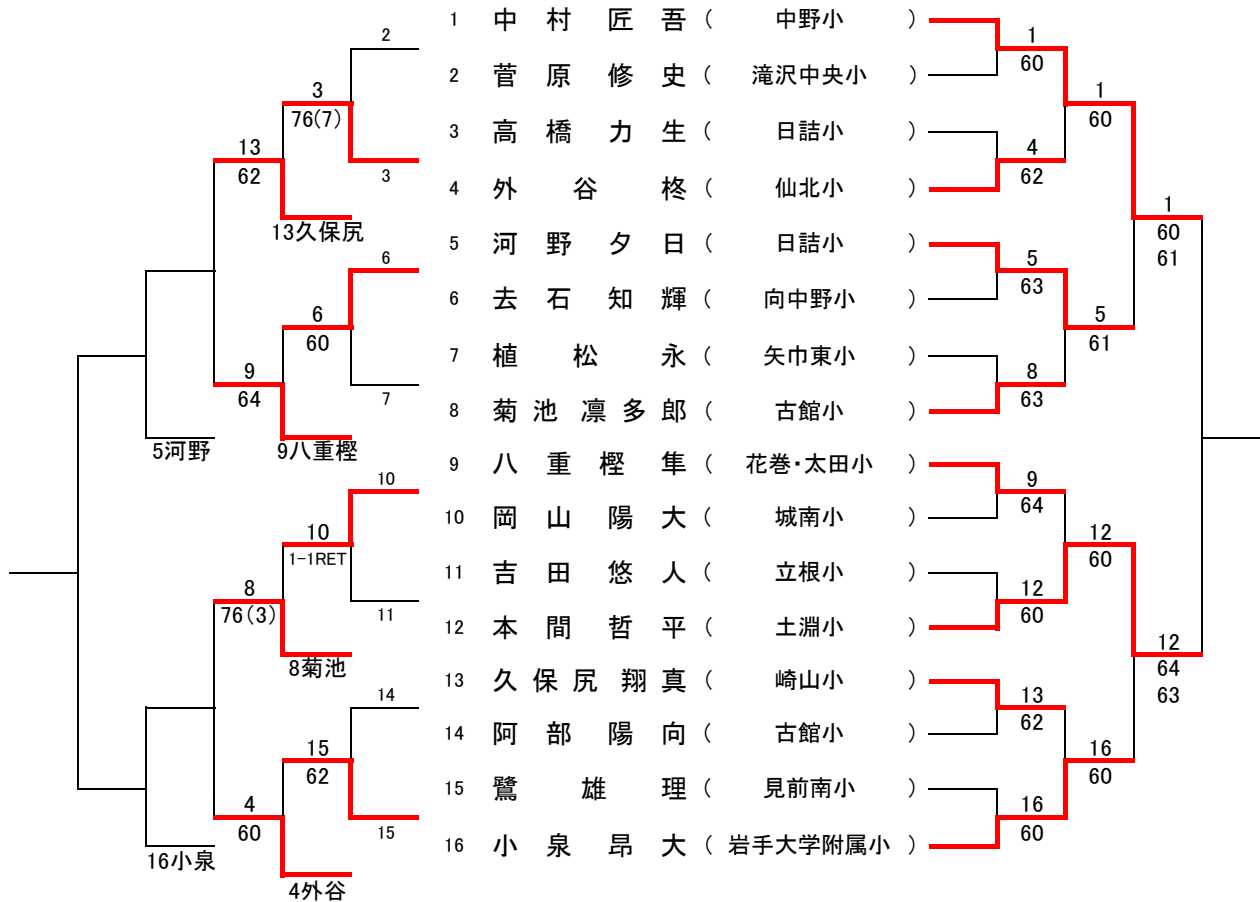 1 中村匠吾 ( 中野小 )
2 菅原修史 ( 滝沢中央小 )
3 高橋力生 ( 日詰小 )
4 外谷柊 ( 仙北小 )
5 河野夕日 ( 日詰小 )
6 去石知輝 ( 向中野小 )
7 植松永 ( 矢巾東小 )
8 菊池凛多郎 ( 古館小 )
9 八重樫隼 ( 花巻・太田小 )
10 岡山陽大 ( 城南小 )
11 吉田悠人 ( 立根小 )
12 本間哲平 ( 土淵小 )
13 久保尻翔真 ( 崎山小 )
14 阿部陽向 ( 古館小 )
15 鷺雄理 ( 見前南小 )
16 小泉昂大 ( 岩手大学附属小 )
2
3
76(7)
3
13
62
13久保尻
6
6
60
7
9
64
9八重樫
5河野
10
10
1-1RET
11
8
76(3)
8菊池
14
15
62
15
4
60
4外谷
16小泉
1
60
4
62
1
60
5
63
8
63
5
61
1
60
61
9
64
12
60
12
60
13
62
16
60
16
60
12
64
63